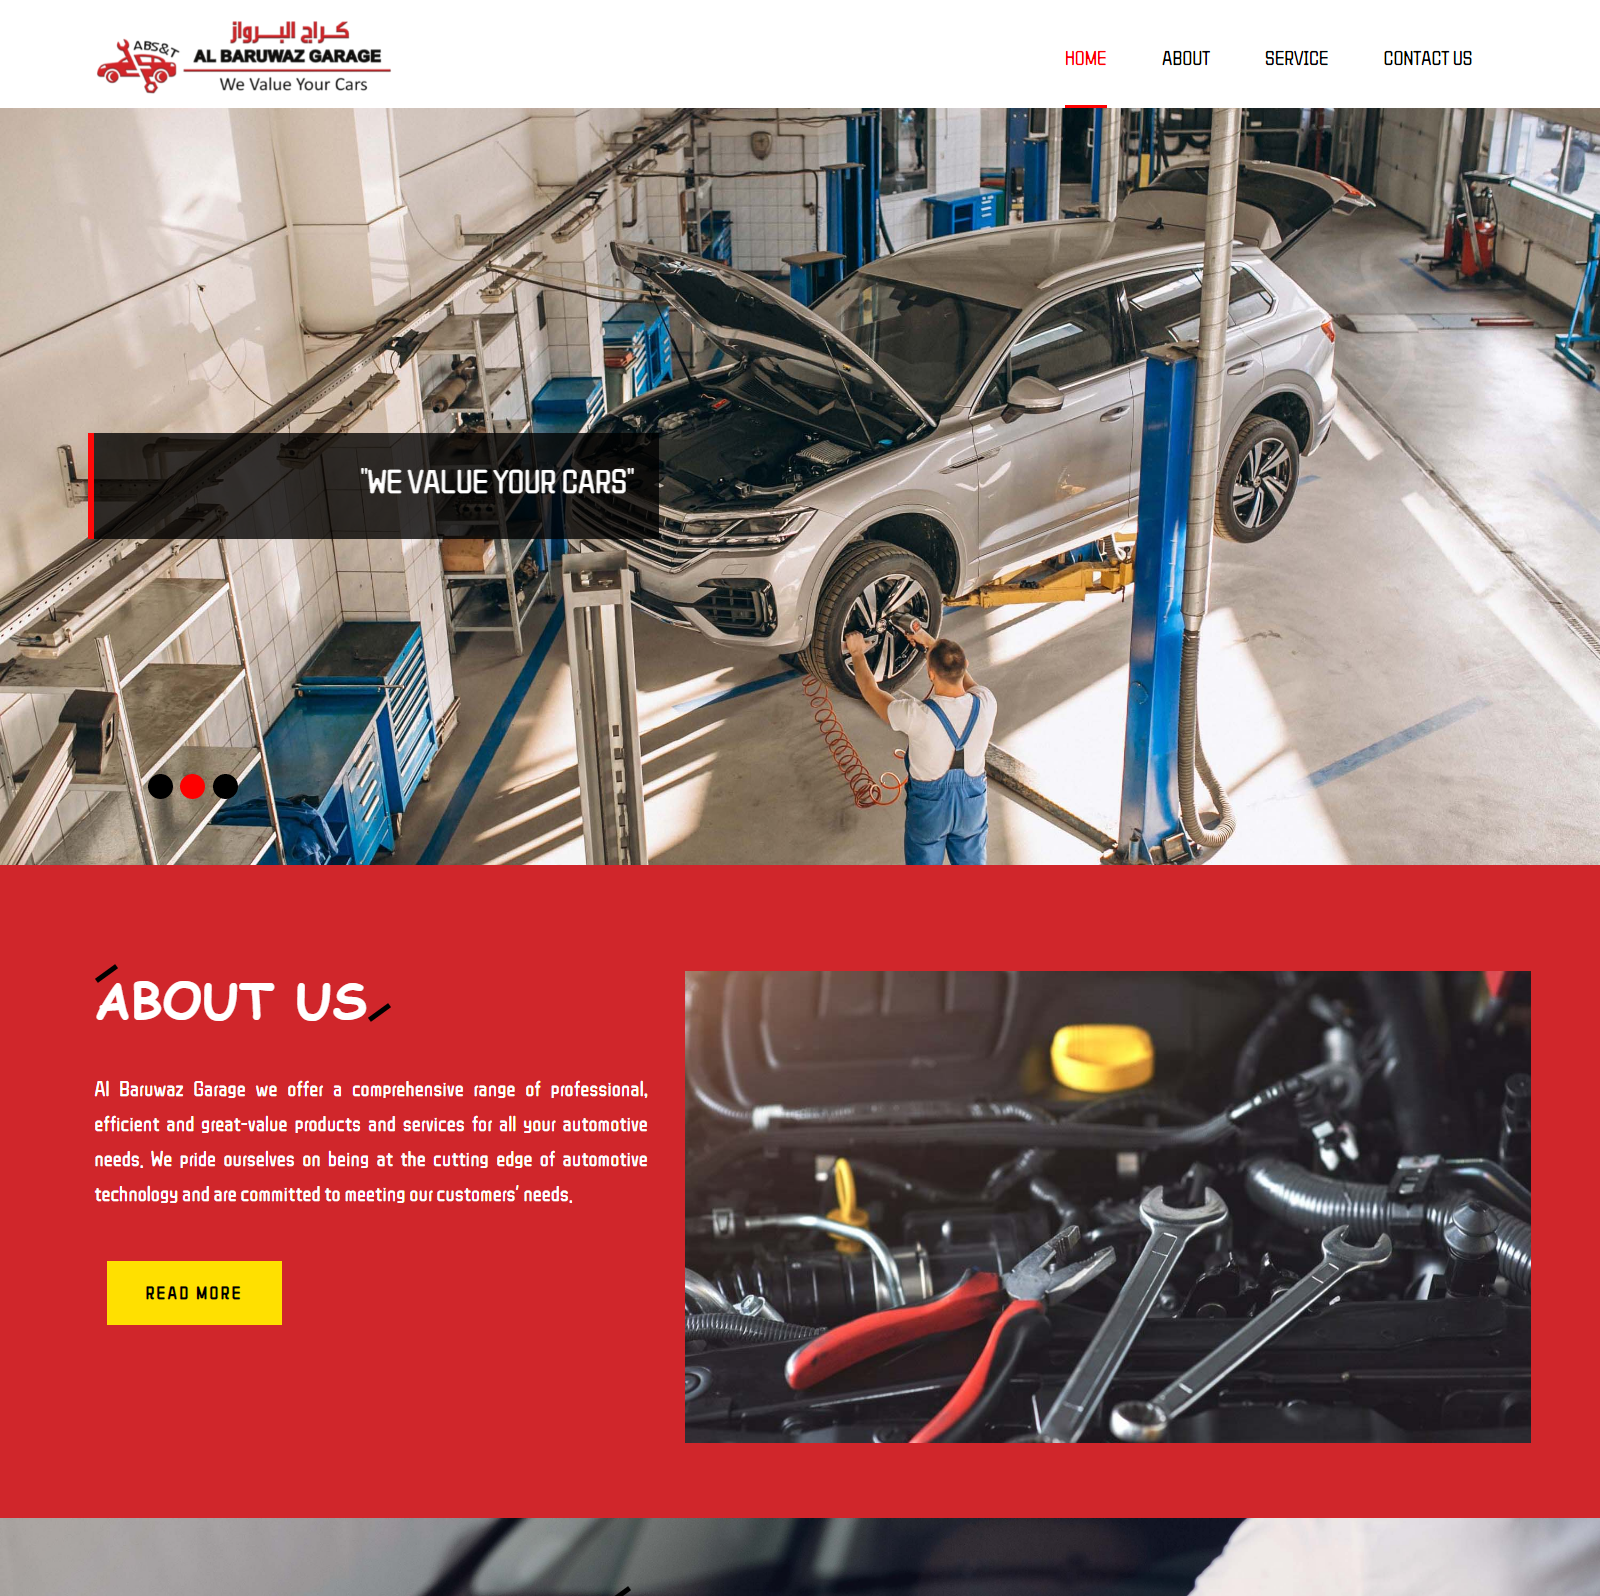 كراج البرواز
ABS&T
AL BARUWAZ GARAGE
We Value Your Cars
HOME
ABOUT
SERVICE
CONTACT US
"WE VALUE YOUR CARS"
ABOUT US
Al Baruwaz Garage we offer a comprehensive range of professional,
efficient and great-value products and services for all your automotive
needs. We pride ourselves on being at the cutting edge of automotive
technology and are committed to meeting our customers' needs.
READ MORE